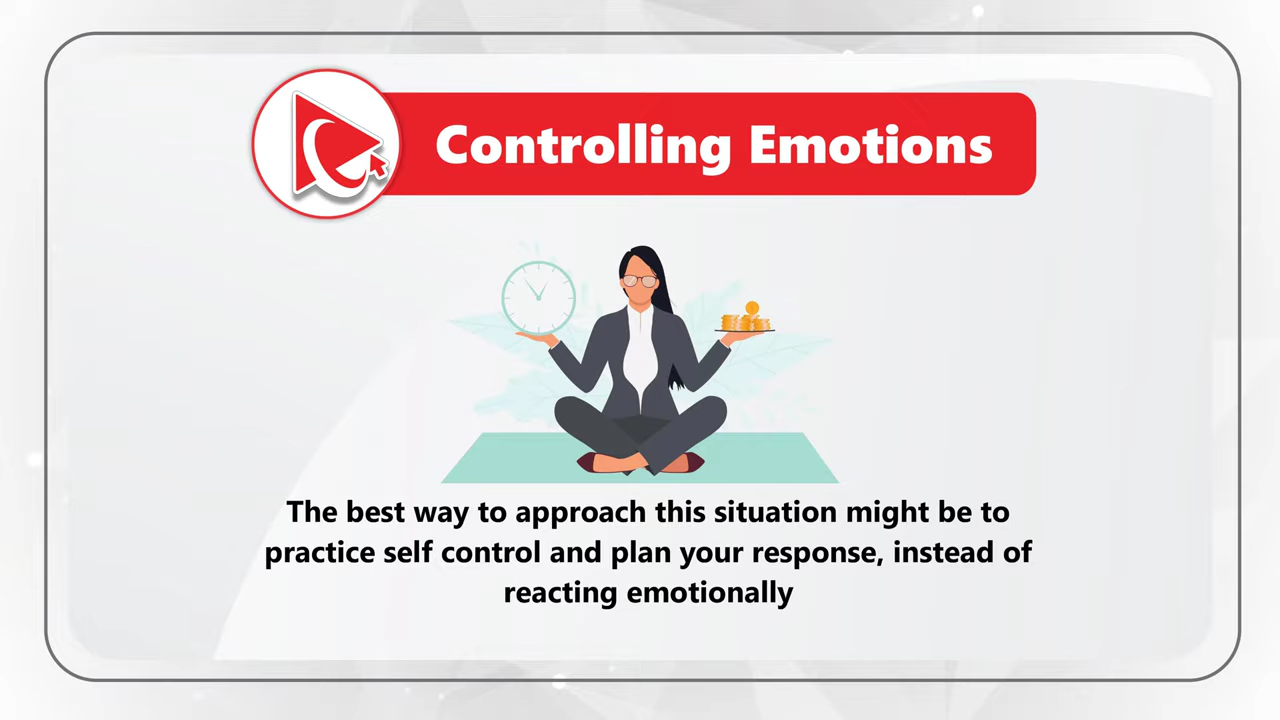 Controlling Emotions
The best way to approach this situation might be to
practice self control and plan your response, instead of
reacting emotionally